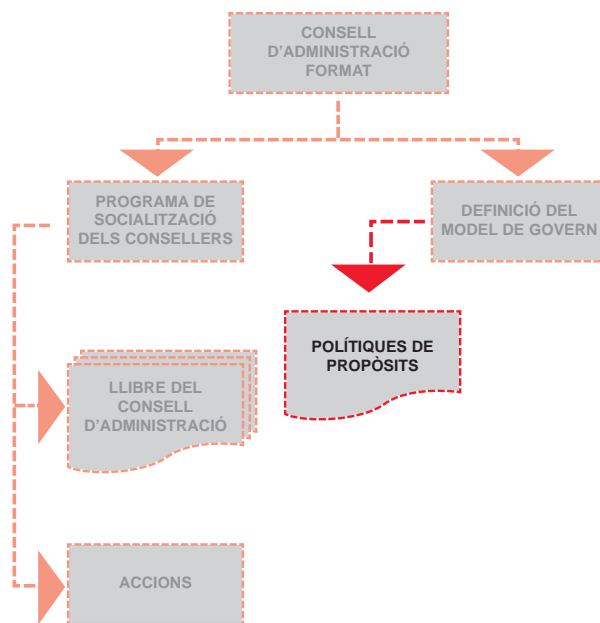 CONSELL
D'ADMINISTRACIÓ
FORMAT
PROGRAMA DE
SOCIALITZACIÓ
DELS CONSELLERS
DEFINICIÓ DEL
MODEL DE GOVERN
POLÍTIQUES DE
PROPÒSITS
LLIBRE DEL
CONSELL
D'ADMINISTRACIÓ
ACCIONS